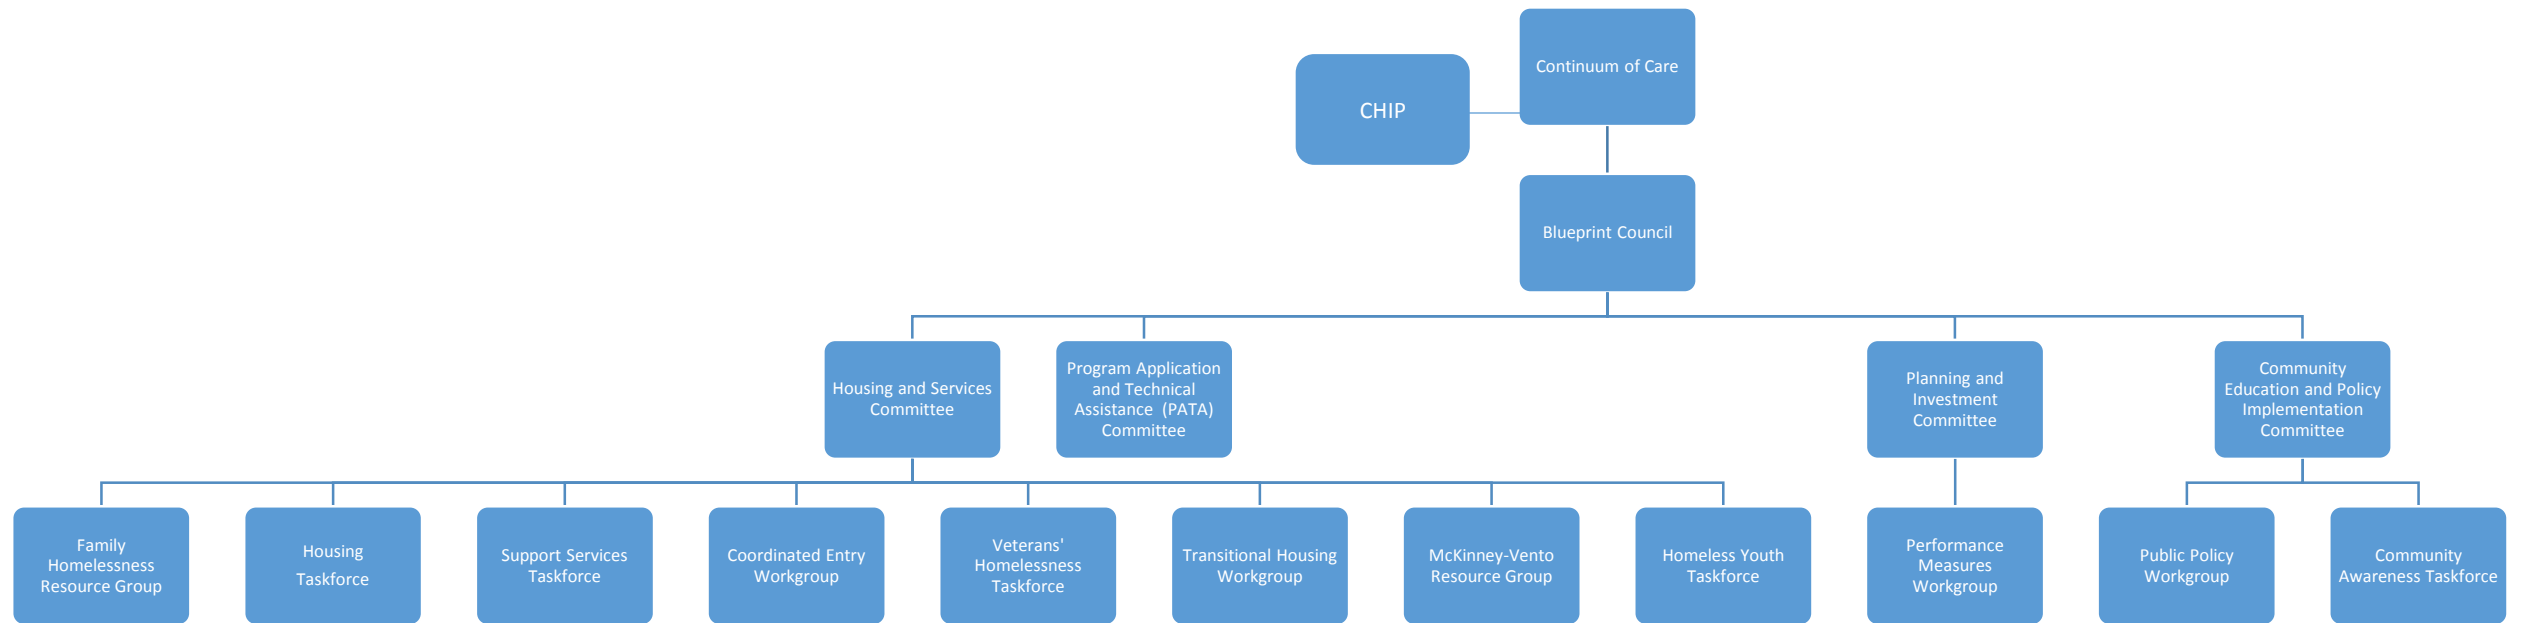 Continuum of Care
CHIP
Blueprint Council
Housing and Services
Committee
Program Application
and Technical
Assistance  (PATA)
Committee
Planning and
Investment
Committee
Community
Education and Policy
Implementation
Committee
Family
Homelessness
Resource Group
Housing
Taskforce
Support Services
Taskforce
Coordinated Entry
Workgroup
Veterans'
Homelessness
Taskforce
Transitional Housing
Workgroup
McKinney-Vento
Resource Group
Homeless Youth
Taskforce
Performance
Measures
Workgroup
Public Policy
Workgroup
Community
Awareness Taskforce